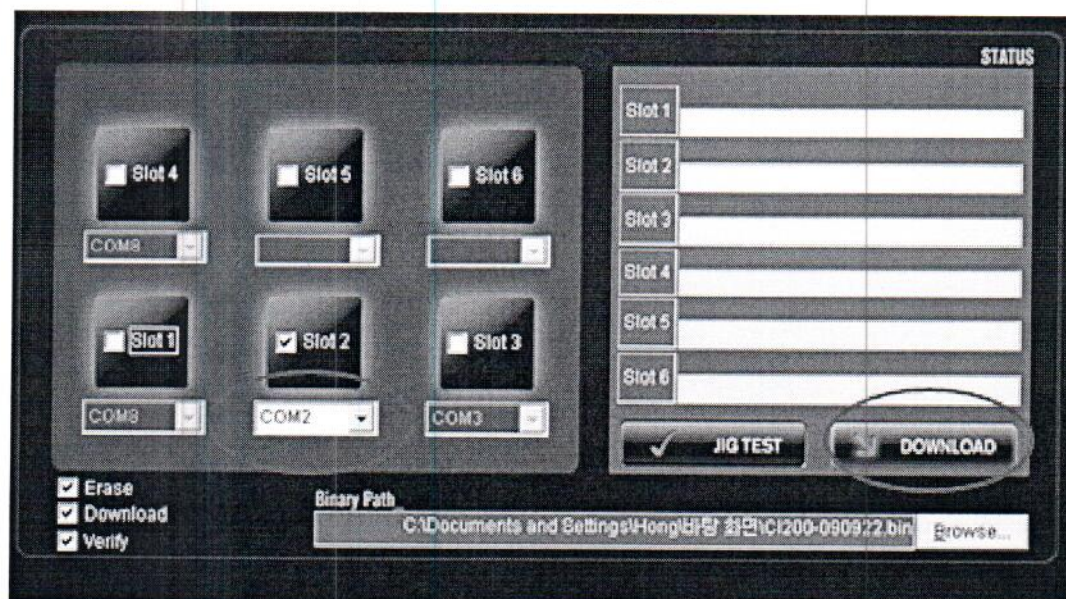 STATUS
Slot 4
Slot 5
Slot 6
COM8
Slot 1
Slot 2
Slot 3
COM8
COM2
COM3
Slot 1
Slot 2
Slot 3
Slot 4
Slot 5
Slot 6
JIG TEST
DOWNLOAD
Erase
Download
Verify
Binary Path
C:\Documents and Settings\Hong\바탕 화면\CI200-090922.bin
Browse...